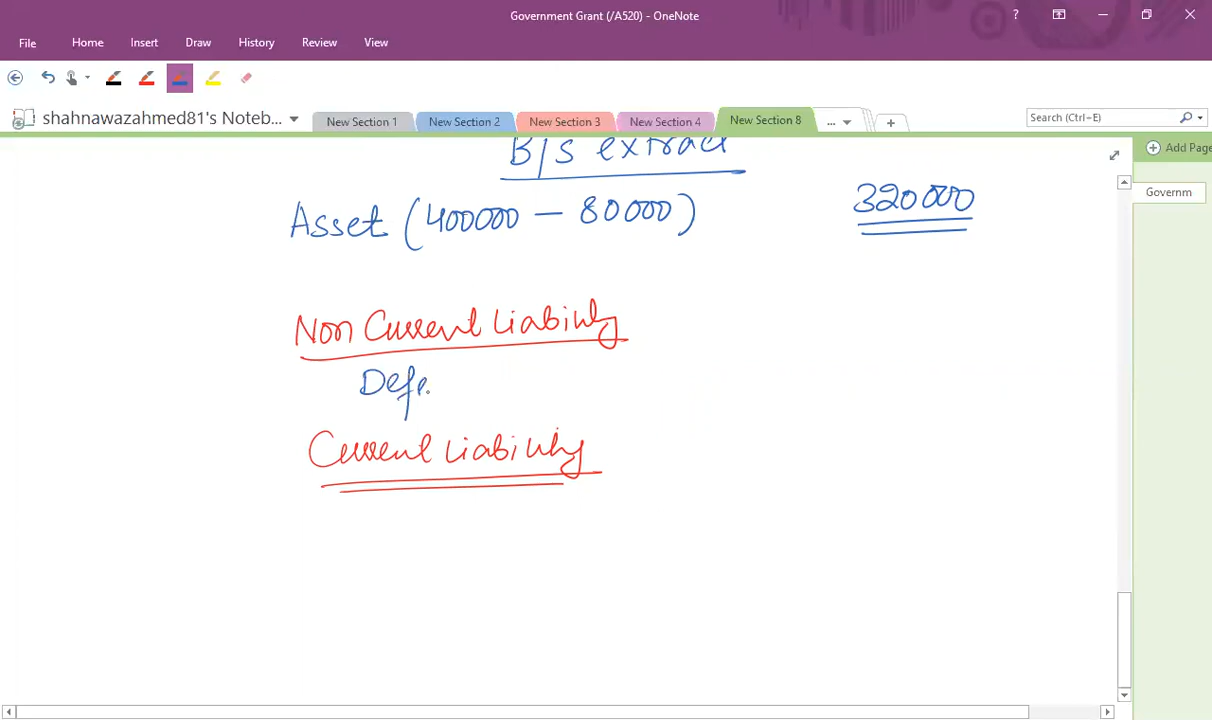 Government Grant (/A520) - OneNote
?
File Home Insert Draw History Review View
shahnawazahmed81's Noteb... New Section 1 New Section 2 New Section 3 New Section 4 New Section 8 ... Search (Ctrl+E)
Add Page
Governm
B/S extract
Asset (400000 - 80000) 320000
Non Current Liability
Defe
Current Liability